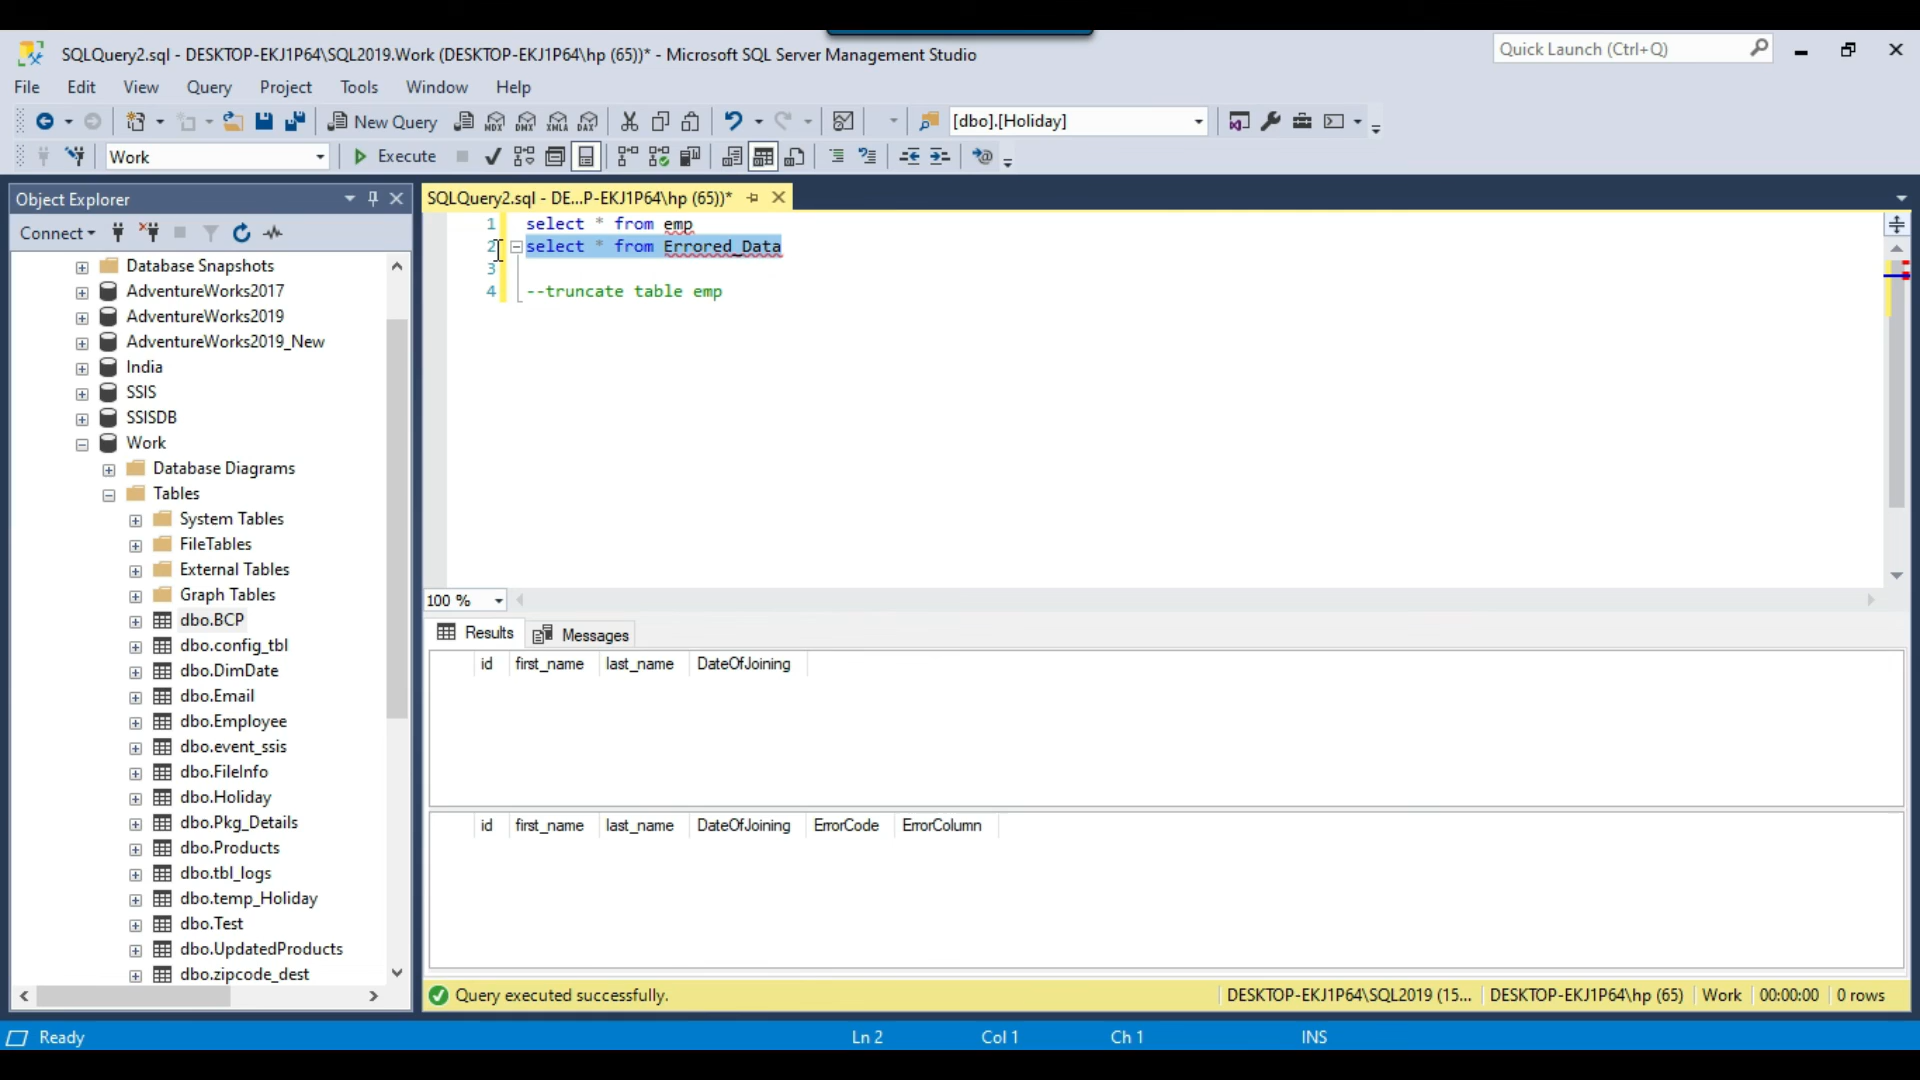 SQLQuery2.sql - DESKTOP-EKJ1P64\SQL2019.Work (DESKTOP-EKJ1P64\hp (65))* - Microsoft SQL Server Management Studio
Quick Launch (Ctrl+Q)
File Edit View Query Project Tools Window Help
New Query MDX DMX XMLA DAX [dbo].[Holiday]
Work Execute
Object Explorer
SQLQuery2.sql - DE...P-EKJ1P64\hp (65))*
Connect
Database Snapshots
AdventureWorks2017
AdventureWorks2019
AdventureWorks2019_New
India
SSIS
SSISDB
Work
Database Diagrams
Tables
System Tables
FileTables
External Tables
Graph Tables
dbo.BCP
dbo.config_tbl
dbo.DimDate
dbo.Email
dbo.Employee
dbo.event_ssis
dbo.FileInfo
dbo.Holiday
dbo.Pkg_Details
dbo.Products
dbo.tbl_logs
dbo.temp_Holiday
dbo.Test
dbo.UpdatedProducts
dbo.zipcode_dest
1 select * from emp
2 select * from Errored_Data
3
4 --truncate table emp
100 %
Results Messages
id first_name last_name DateOfJoining
id first_name last_name DateOfJoining ErrorCode ErrorColumn
Query executed successfully. DESKTOP-EKJ1P64\SQL2019 (15... DESKTOP-EKJ1P64\hp (65) Work 00:00:00 0 rows
Ready Ln 2 Col 1 Ch 1 INS